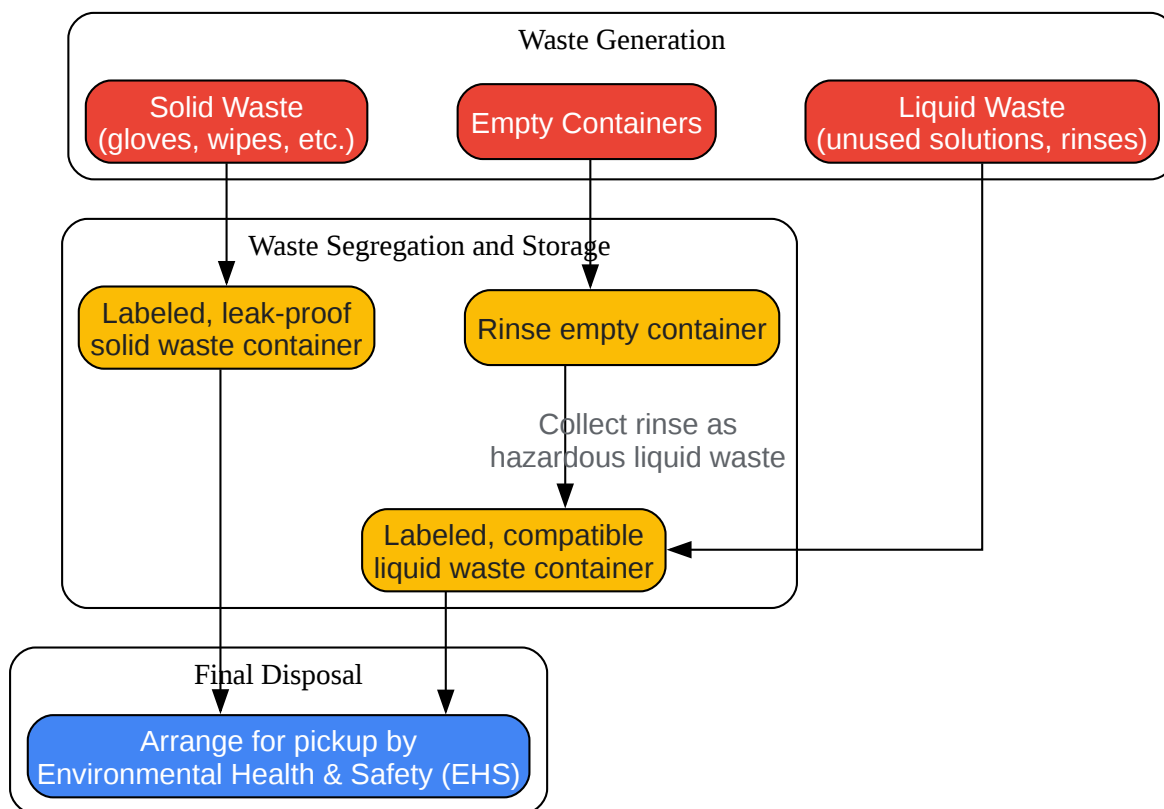 Waste Generation
Solid Waste
(gloves, wipes, etc.)
Empty Containers
Liquid Waste
(unused solutions, rinses)
Waste Segregation and Storage
Labeled, leak-proof
solid waste container
Rinse empty container
Collect rinse as
hazardous liquid waste
Labeled, compatible
liquid waste container
Final Disposal
Arrange for pickup by
Environmental Health & Safety (EHS)